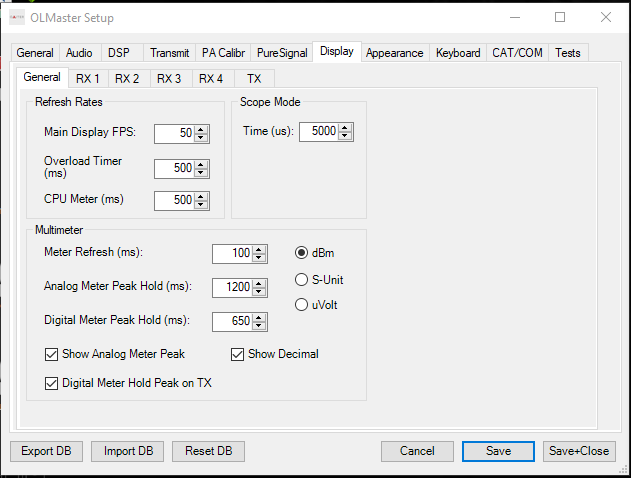 OLMaster Setup
General Audio DSP Transmit PA Calibr PureSignal Display Appearance Keyboard CAT/COM Tests
General RX 1 RX 2 RX 3 RX 4 TX
Refresh Rates
Main Display FPS: 50
Overload Timer
(ms) 500
CPU Meter (ms) 500
Scope Mode
Time (us): 5000
Multimeter
Meter Refresh (ms): 100
Analog Meter Peak Hold (ms): 1200
Digital Meter Peak Hold (ms): 650
dBm
S-Unit
uVolt
Show Analog Meter Peak Show Decimal
Digital Meter Hold Peak on TX
Export DB Import DB Reset DB Cancel Save Save+Close